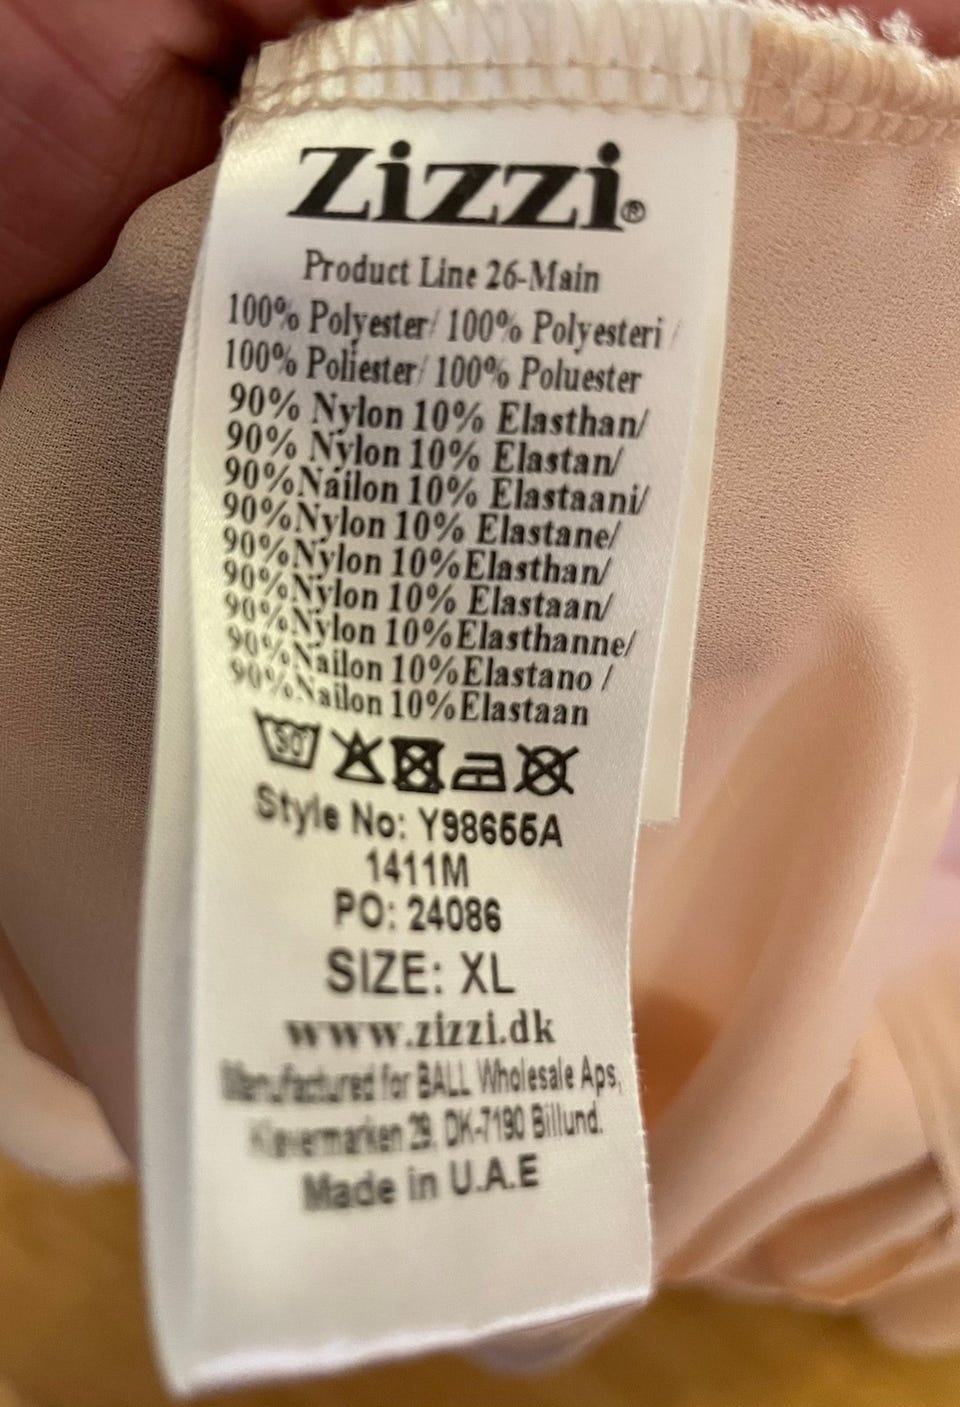 Zizzi®
Product Line 26-Main
100% Polyester/ 100% Polyesteri /
100% Poliester/ 100% Poluester
90% Nylon 10% Elasthan/
90% Nylon 10% Elastan/
90%Nailon 10% Elastaani/
90%Nylon 10% Elastane/
90%Nylon 10%Elasthan/
90%Nylon 10% Elastaan/
90%Nylon 10%Elasthanne/
90%Nailon 10%Elastano /
90%Nailon 10%Elastaan
30°
Style No: Y98655A
1411M
PO: 24086
SIZE: XL
www.zizzi.dk
Manufactured for BALL Wholesale Aps,
29, DK-7190 Billund.
Made in U.A.E